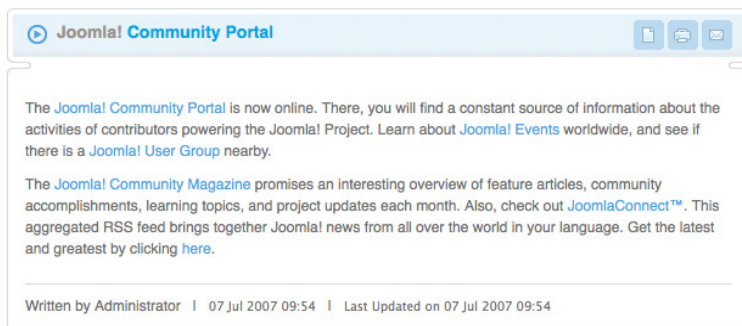 Joomla! Community Portal
The Joomla! Community Portal is now online. There, you will find a constant source of information about the
activities of contributors powering the Joomla! Project. Learn about Joomla! Events worldwide, and see if
there is a Joomla! User Group nearby.
The Joomla! Community Magazine promises an interesting overview of feature articles, community
accomplishments, learning topics, and project updates each month. Also, check out JoomlaConnect™. This
aggregated RSS feed brings together Joomla! news from all over the world in your language. Get the latest
and greatest by clicking here.
Written by Administrator | 07 Jul 2007 09:54 | Last Updated on 07 Jul 2007 09:54